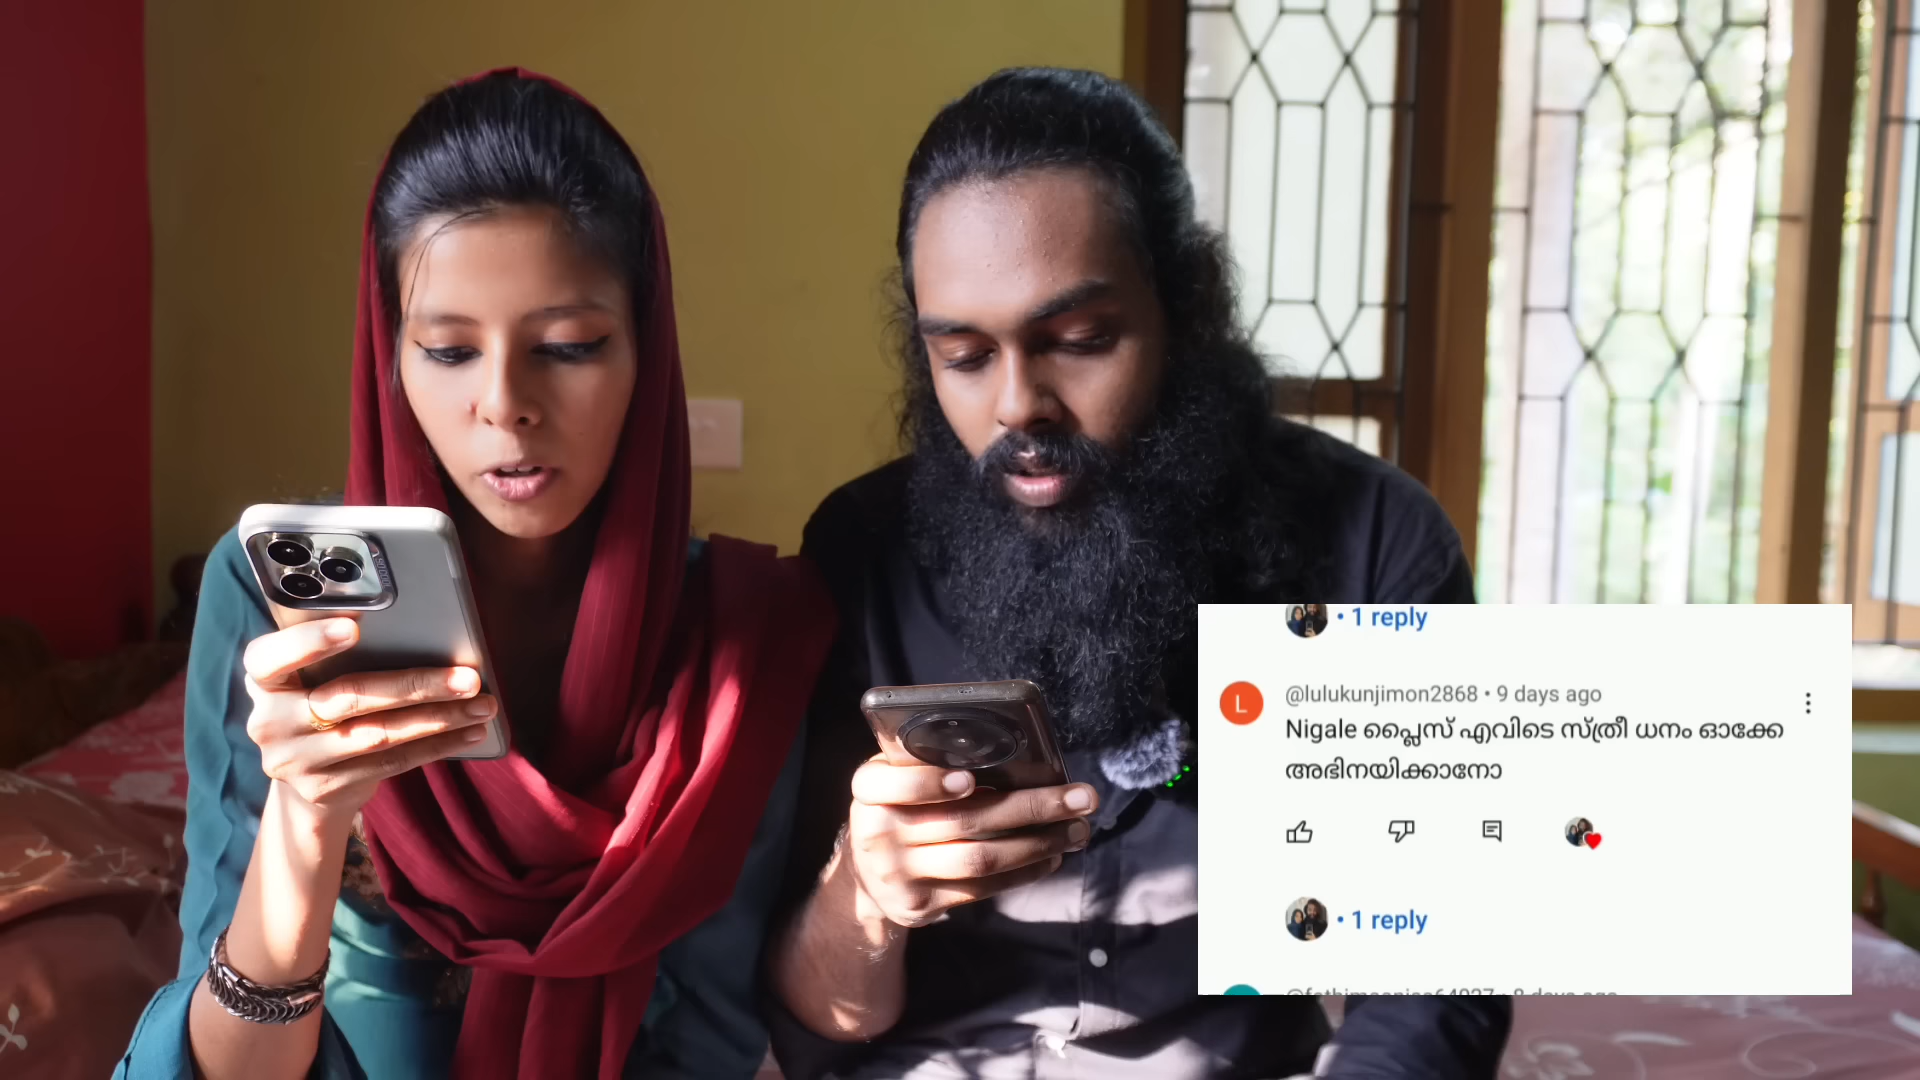 • 1 reply
L
@lulukunjimon2868 • 9 days ago
Nigale പ്ലൈസ് എവിടെ സ്ത്രീ ധനം ഓക്കേ
അഭിനയിക്കാനോ
• 1 reply